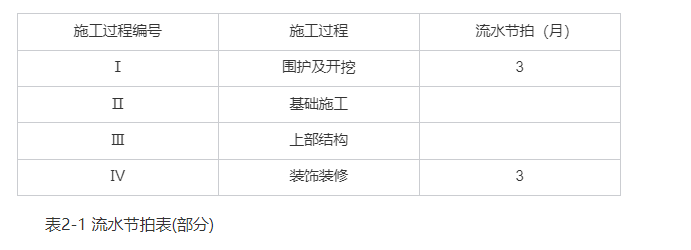 施工过程编号 施工过程 流水节拍（月）
Ⅰ 围护及开挖 3
Ⅱ 基础施工
Ⅲ 上部结构
Ⅳ 装饰装修 3
表2-1 流水节拍表(部分)